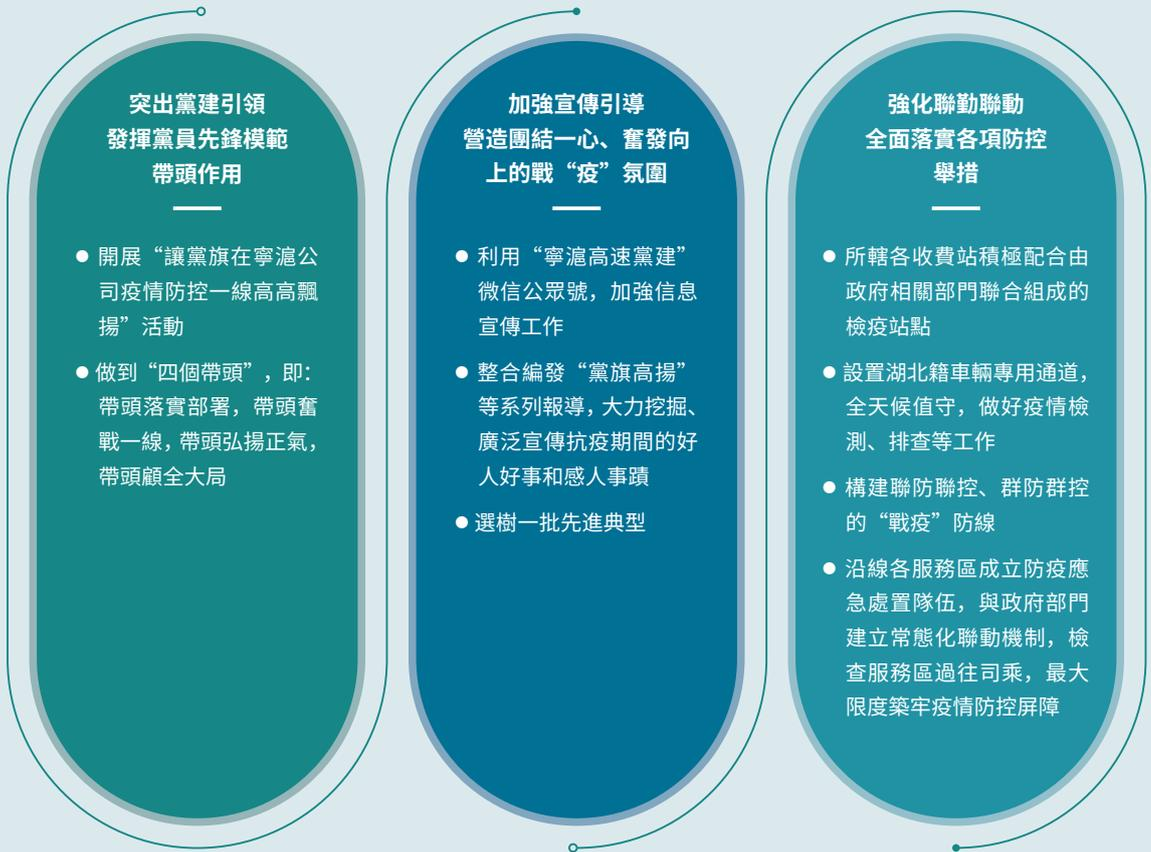 突出黨建引領
發揮黨員先鋒模範
帶頭作用
● 開展“讓黨旗在寧滬公
司疫情防控一線高高飄
揚”活動
● 做到“四個帶頭”，即：
帶頭落實部署，帶頭奮
戰一線，帶頭弘揚正氣，
帶頭顧全大局
加強宣傳引導
營造團結一心、奮發向
上的戰“疫”氛圍
● 利用“寧滬高速黨建”
微信公眾號，加強信息
宣傳工作
● 整合編發“黨旗高揚”
等系列報導，大力挖掘、
廣泛宣傳抗疫期間的好
人好事和感人事蹟
● 選樹一批先進典型
強化聯勤聯動
全面落實各項防控
舉措
● 所轄各收費站積極配合由
政府相關部門聯合組成的
檢疫站點
● 設置湖北籍車輛專用通道，
全天候值守，做好疫情檢
測、排查等工作
● 構建聯防聯控、群防群控
的“戰疫”防線
● 沿線各服務區成立防疫應
急處置隊伍，與政府部門
建立常態化聯動機制，檢
查服務區過往司乘，最大
限度築牢疫情防控屏障